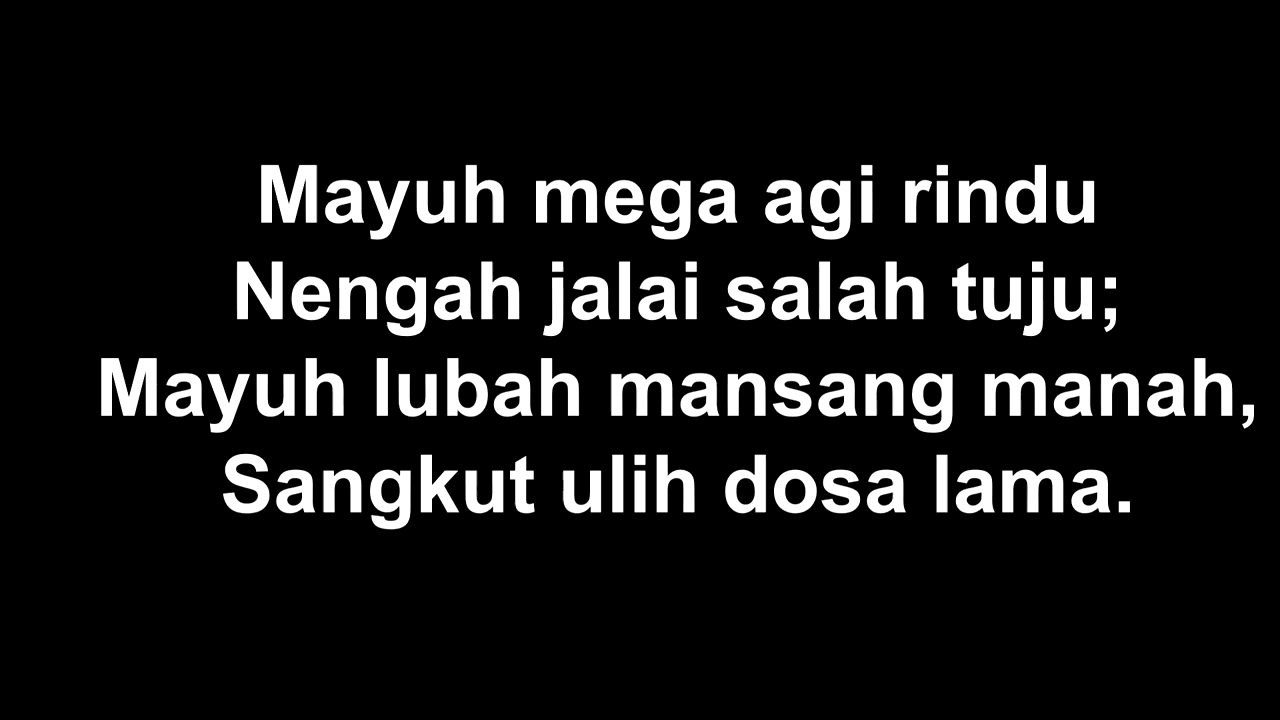 Mayuh mega agi rindu
Nengah jalai salah tuju;
Mayuh lubah mansang manah,
Sangkut ulih dosa lama.